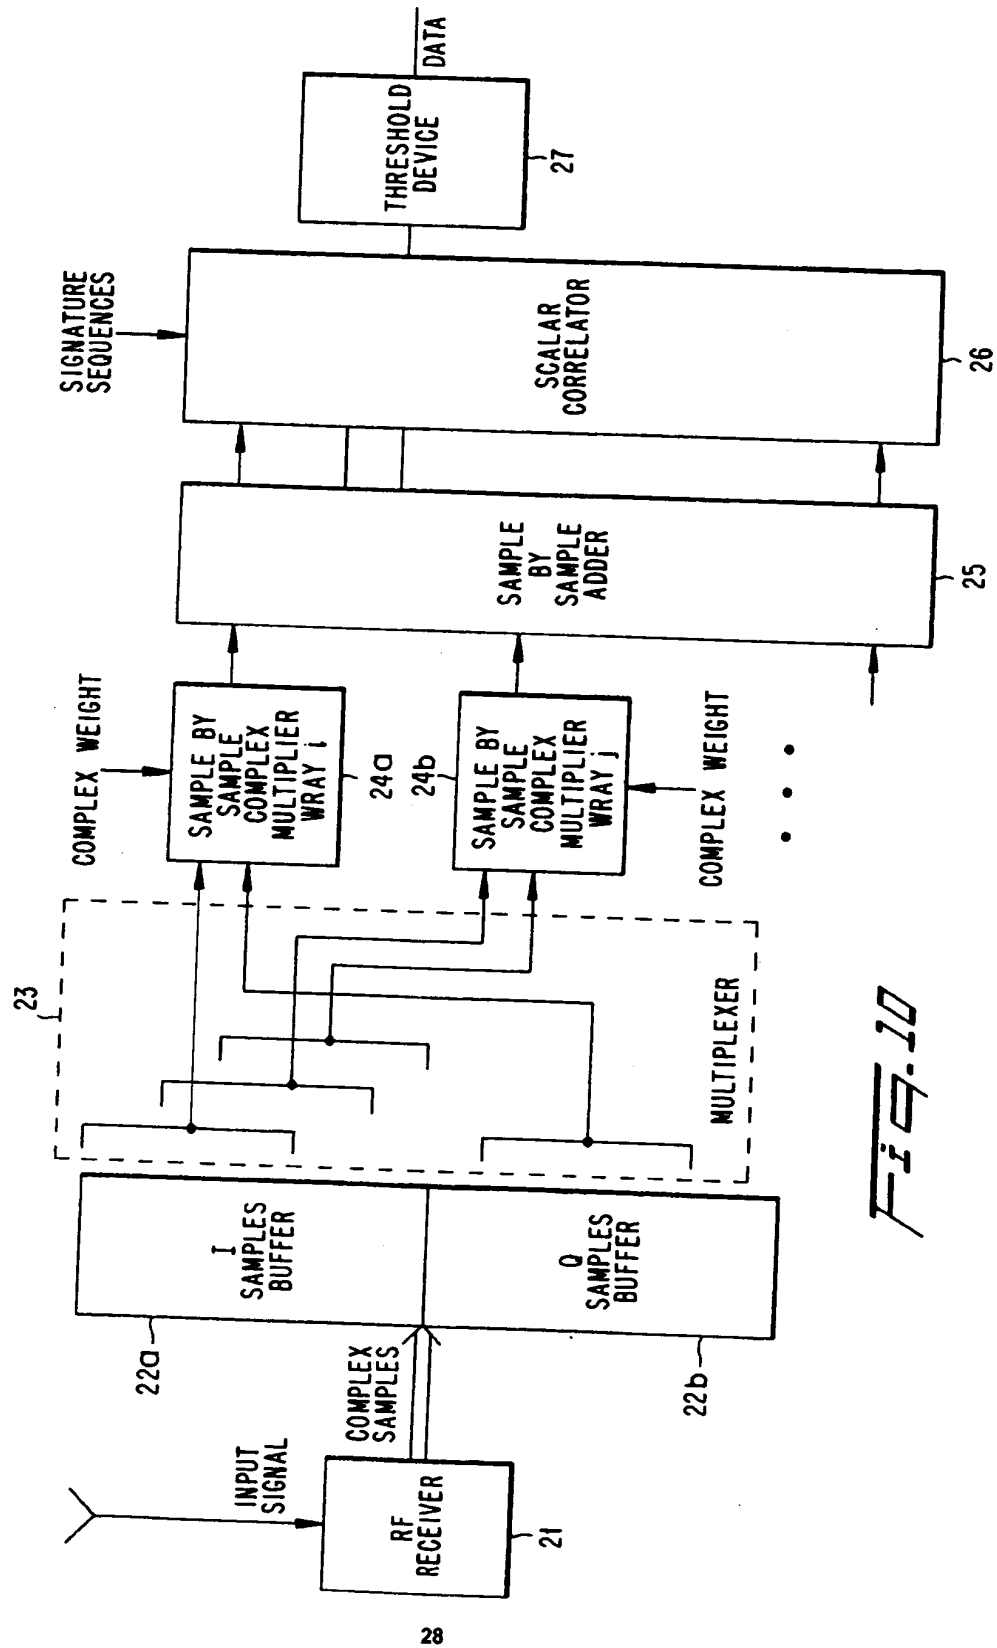 INPUT
SIGNAL
RF
RECEIVER
21
COMPLEX
SAMPLES
22a
I
SAMPLES
BUFFER
Q
SAMPLES
BUFFER
22b
23
MULTIPLEXER
COMPLEX WEIGHT
SAMPLE BY
SAMPLE
COMPLEX
MULTIPLIER
WRAY i
24a
24b
SAMPLE BY
SAMPLE
COMPLEX
MULTIPLIER
WRAY j
COMPLEX WEIGHT
SAMPLE
BY
SAMPLE
ADDER
25
SIGNATURE
SEQUENCES
SCALAR
CORRELATOR
26
THRESHOLD
DEVICE
27
DATA
Fig. 10
28